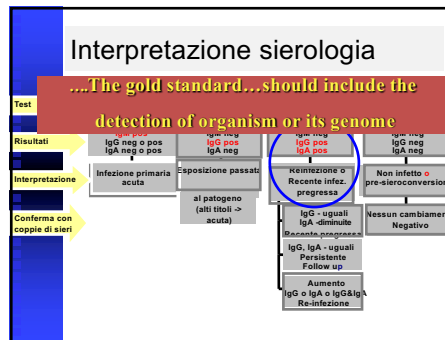 Interpretazione sierologia
....The gold standard…should include the
detection of organism or its genome
Test
Risultati
IgM pos
IgG neg o pos
IgA neg o pos
IgM neg
IgG pos
IgA neg
IgM neg
IgG pos
IgA pos
IgM neg
IgG neg
IgA neg
Interpretazione
Infezione primaria
acuta
Esposizione passata
al patogeno
(alti titoli ->
acuta)
Reinfezione o
Recente infez.
pregressa
Non infetto o
pre-sieroconversion
Conferma con
coppie di sieri
IgG - uguali
IgA -diminuite
Recente pregressa
IgG, IgA - uguali
Persistente
Follow up
Aumento
IgG o IgA o IgG&IgA
Re-infezione
Nessun cambiamen
Negativo